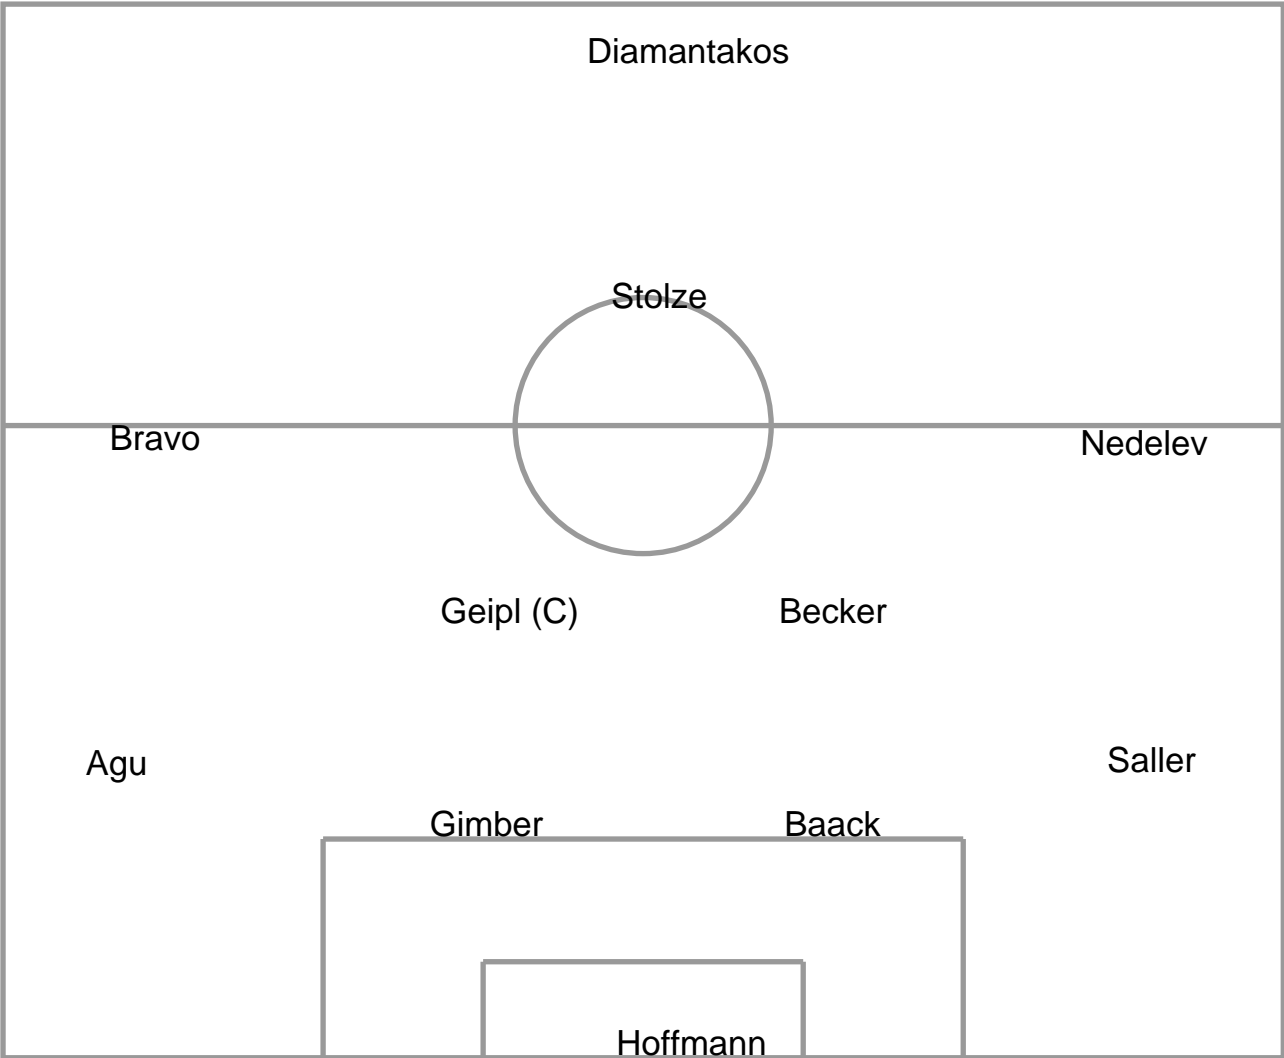 Diamantakos
Stolze
Bravo
Nedelev
Geipl (C)
Becker
Agu
Saller
Gimber
Baack
Hoffmann